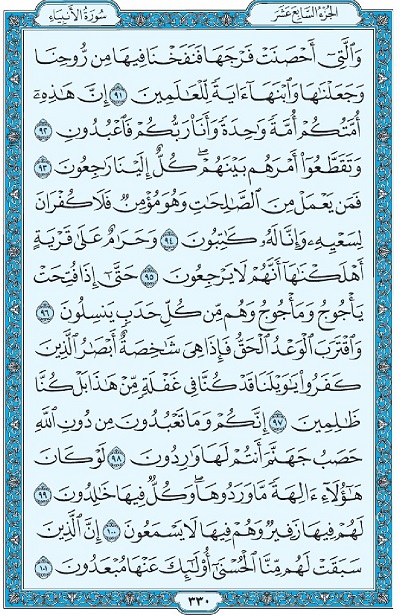 الجزء السابع عشر
سورة الأنبياء
وَٱلَّتِىٓ أَحْصَنَتْ فَرْجَهَا فَنَفَخْنَا فِيهَا مِن رُّوحِنَا
وَجَعَلْنَٰهَا وَٱبْنَهَآ ءَايَةً لِّلْعَٰلَمِينَ ٩١ إِنَّ هَٰذِهِۦٓ
أُمَّتُكُمْ أُمَّةً وَٰحِدَةً وَأَنَا۠ رَبُّكُمْ فَٱعْبُدُونِ ٩٢
وَتَقَطَّعُوٓا۟ أَمْرَهُم بَيْنَهُمْ ۖ كُلٌّ إِلَيْنَا رَٰجِعُونَ ٩٣
فَمَن يَعْمَلْ مِنَ ٱلصَّٰلِحَٰتِ وَهُوَ مُؤْمِنٌ فَلَا كُفْرَانَ
لِسَعْيِهِۦ وَإِنَّا لَهُۥ كَٰتِبُونَ ٩٤ وَحَرَٰمٌ عَلَىٰ قَرْيَةٍ
أَهْلَكْنَٰهَآ أَنَّهُمْ لَا يَرْجِعُونَ ٩٥ حَتَّىٰٓ إِذَا فُتِحَتْ
يَأْجُوجُ وَمَأْجُوجُ وَهُم مِّن كُلِّ حَدَبٍ يَنسِلُونَ ٩٦
وَٱقْتَرَبَ ٱلْوَعْدُ ٱلْحَقُّ فَإِذَا هِىَ شَٰخِصَةٌ أَبْصَٰرُ ٱلَّذِينَ
كَفَرُوا۟ يَٰوَيْلَنَا قَدْ كُنَّا فِى غَفْلَةٍ مِّنْ هَٰذَا بَلْ كُنَّا
ظَٰلِمِينَ ٩٧ إِنَّكُمْ وَمَا تَعْبُدُونَ مِن دُونِ ٱللَّهِ
حَصَبُ جَهَنَّمَ أَنتُمْ لَهَا وَٰرِدُونَ ٩٨ لَوْ كَانَ
هَٰٓؤُلَآءِ ءَالِهَةً مَّا وَرَدُوهَا ۖ وَكُلٌّ فِيهَا خَٰلِدُونَ ٩٩
لَهُمْ فِيهَا زَفِيرٌ وَهُمْ فِيهَا لَا يَسْمَعُونَ ١٠٠ إِنَّ ٱلَّذِينَ
سَبَقَتْ لَهُم مِّنَّا ٱلْحُسْنَىٰٓ أُو۟لَٰٓئِكَ عَنْهَا مُبْعَدُونَ ١٠١
٣٣٠